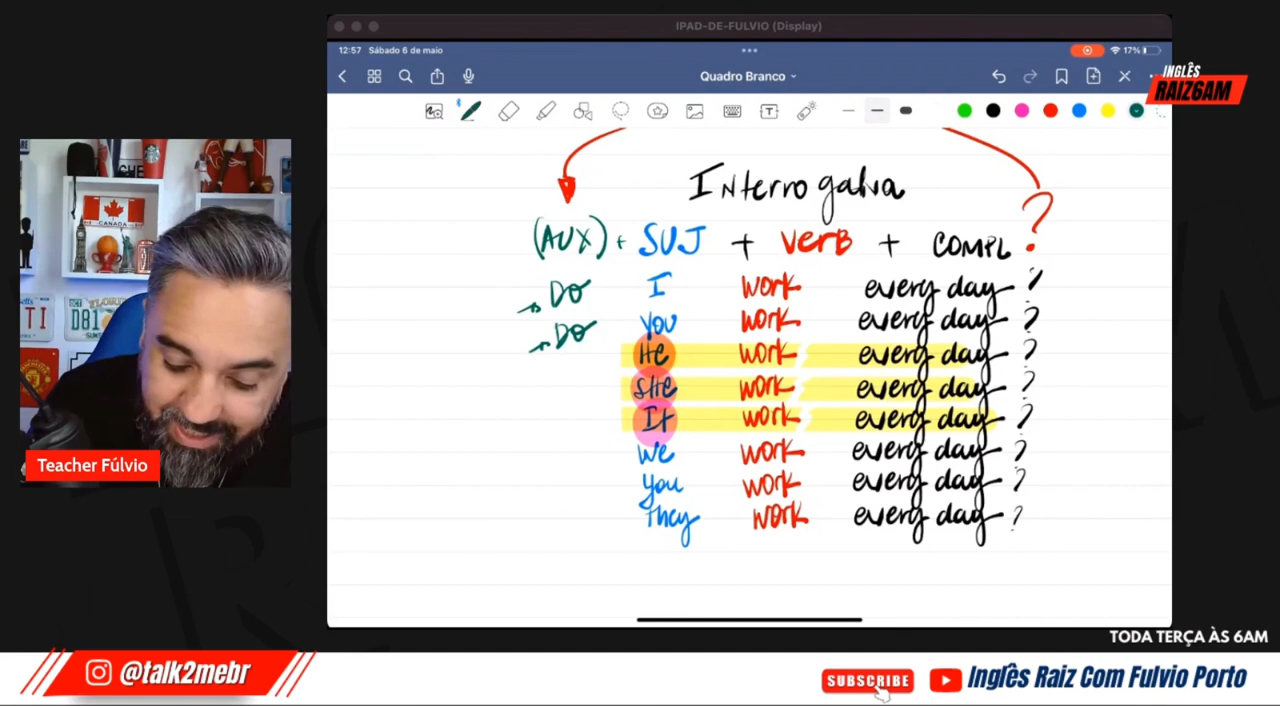 IPAD-DE-FULVIO (Display)
12:57 Sábado 6 de maio
17%
Quadro Branco
INGLÊS
RAIZ6AM
Interrogativa
(AUX) + SUJ + VERB + COMPL ?
DO I work every day ?
DO you work every day ?
He work every day ?
She work every day ?
It work every day ?
we work every day ?
you work every day ?
they work every day ?
CANADA
D81
TI
Teacher Fúlvio
TODA TERÇA ÀS 6AM
@talk2mebr
SUBSCRIBE
Inglês Raiz Com Fulvio Porto